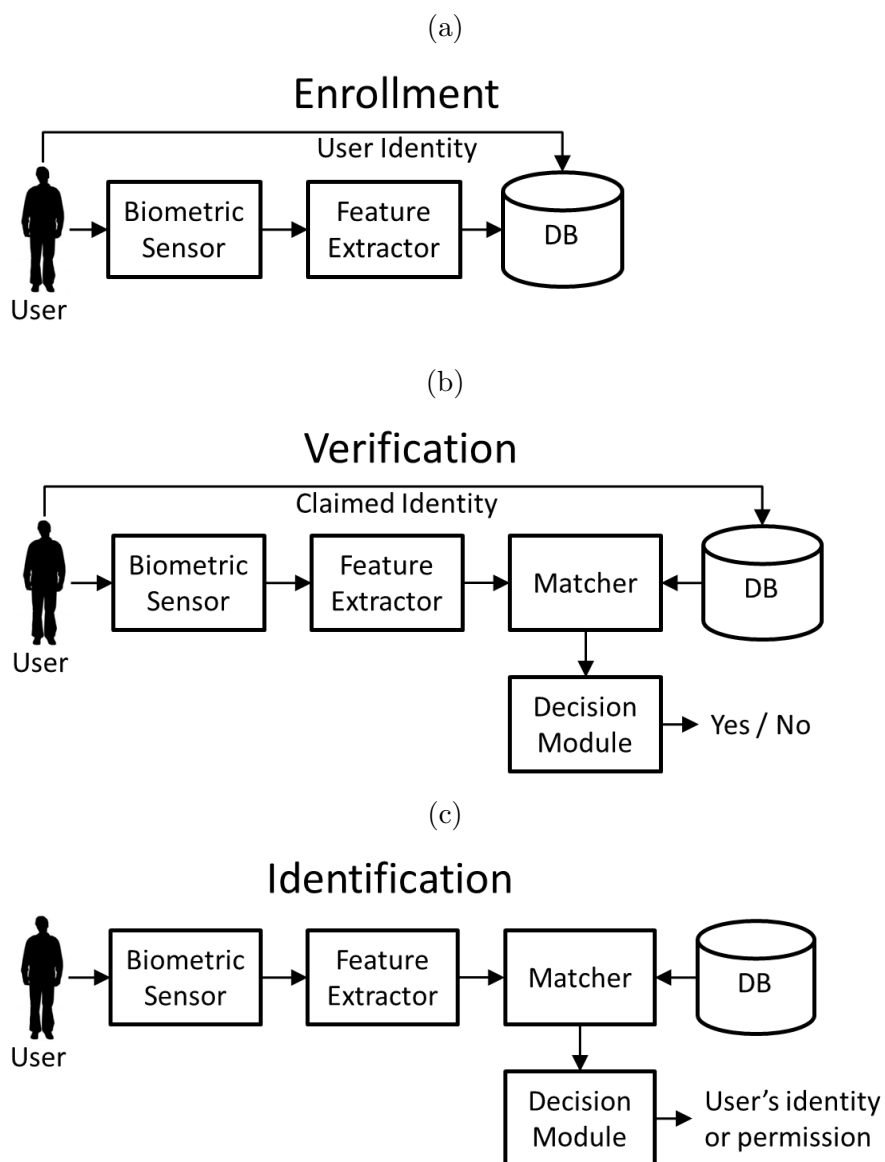 (a)
Enrollment
User Identity
Biometric
Sensor
Feature
Extractor
DB
User
(b)
Verification
Claimed Identity
Biometric
Sensor
Feature
Extractor
Matcher
DB
User
Decision
Module
Yes / No
(c)
Identification
Biometric
Sensor
Feature
Extractor
Matcher
DB
User
Decision
Module
User's identity
or permission